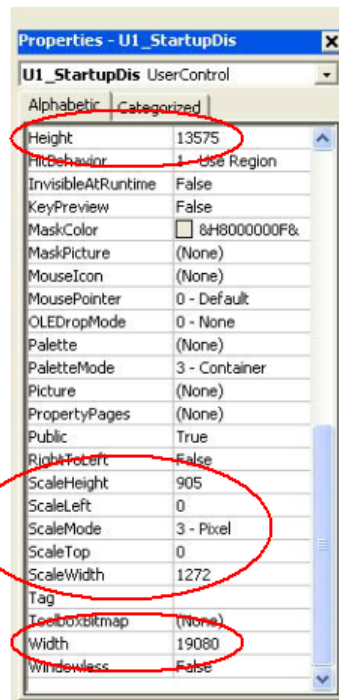 Properties - U1_StartupDis
U1_StartupDis UserControl
Alphabetic Categorized
Height 13575
HitBehavior 1 - Use Region
InvisibleAtRuntime False
KeyPreview False
MaskColor &H8000000F&
MaskPicture (None)
MouseIcon (None)
MousePointer 0 - Default
OLEDropMode 0 - None
Palette (None)
PaletteMode 3 - Container
Picture (None)
PropertyPages (None)
Public True
RightToLeft False
ScaleHeight 905
ScaleLeft 0
ScaleMode 3 - Pixel
ScaleTop 0
ScaleWidth 1272
Tag
ToolboxBitmap (None)
Width 19080
Windowless False